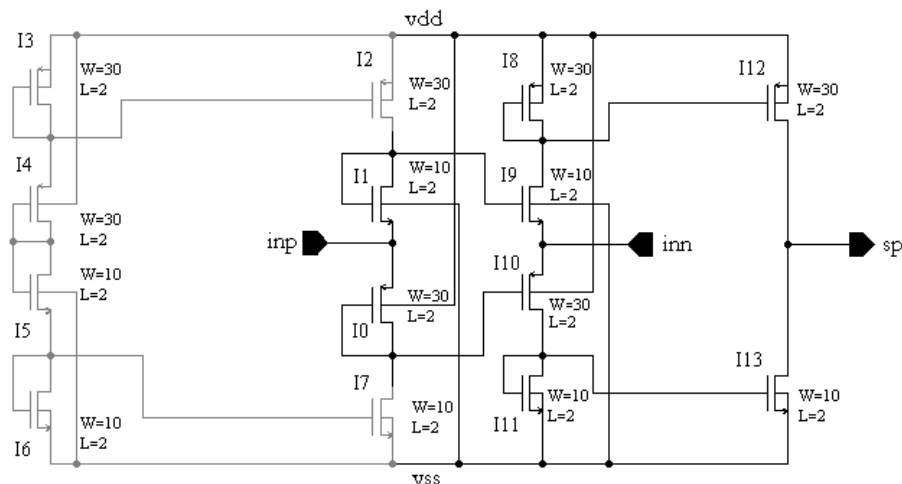 vdd
I3
W=30
L=2
I2
W=30
L=2
I8
W=30
L=2
I12
W=30
L=2
I4
W=30
L=2
I1
W=10
L=2
I9
W=10
L=2
inp
inn
sp
W=10
L=2
I5
I0
W=30
L=2
I10
W=30
L=2
I6
W=10
L=2
I7
W=10
L=2
I11
W=10
L=2
I13
W=10
L=2
vss